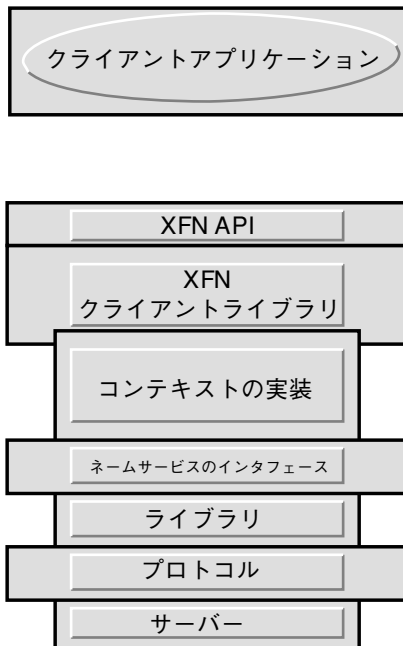 クライアントアプリケーション
XFN API
XFN
クライアントライブラリ
コンテキストの実装
ネームサービスのインタフェース
ライブラリ
プロトコル
サーバー